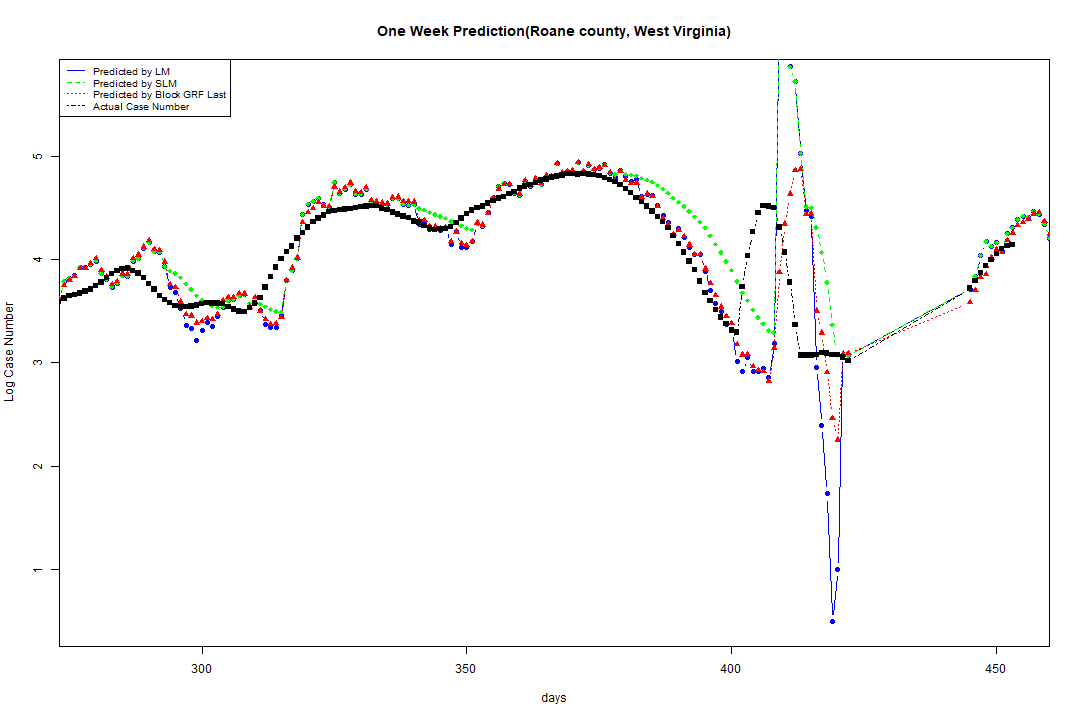 One Week Prediction(Roane county, West Virginia)
Predicted by LM
Predicted by SLM
Predicted by Block GRF Last
Actual Case Number
5
4
3
2
1
Log Case Number
300 350 400 450
days